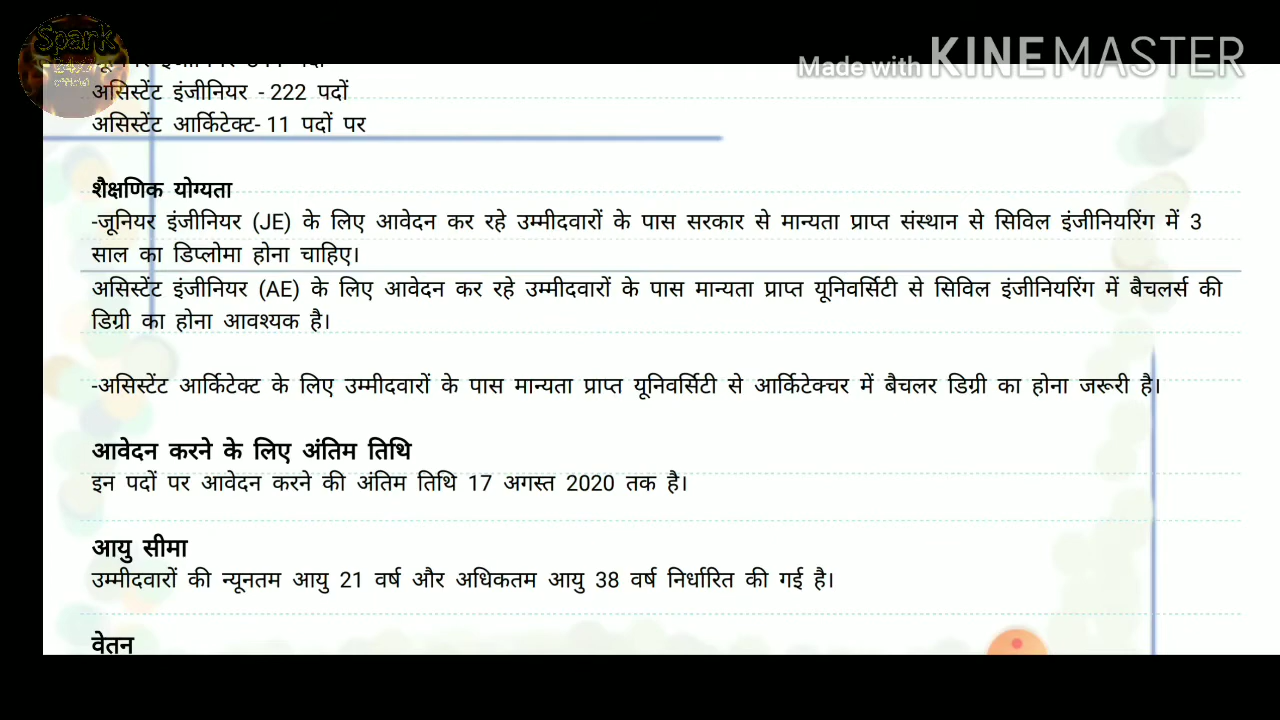 Spark
Made with KINEMASTER
असिस्टेंट इंजीनियर - 222 पदों
असिस्टेंट आर्किटेक्ट- 11 पदों पर
शैक्षणिक योग्यता
-जूनियर इंजीनियर (JE) के लिए आवेदन कर रहे उम्मीदवारों के पास सरकार से मान्यता प्राप्त संस्थान से सिविल इंजीनियरिंग में 3
साल का डिप्लोमा होना चाहिए।
असिस्टेंट इंजीनियर (AE) के लिए आवेदन कर रहे उम्मीदवारों के पास मान्यता प्राप्त यूनिवर्सिटी से सिविल इंजीनियरिंग में बैचलर्स की
डिग्री का होना आवश्यक है।
-असिस्टेंट आर्किटेक्ट के लिए उम्मीदवारों के पास मान्यता प्राप्त यूनिवर्सिटी से आर्किटेक्चर में बैचलर डिग्री का होना जरूरी है।
आवेदन करने के लिए अंतिम तिथि
इन पदों पर आवेदन करने की अंतिम तिथि 17 अगस्त 2020 तक है।
आयु सीमा
उम्मीदवारों की न्यूनतम आयु 21 वर्ष और अधिकतम आयु 38 वर्ष निर्धारित की गई है।
वेतन